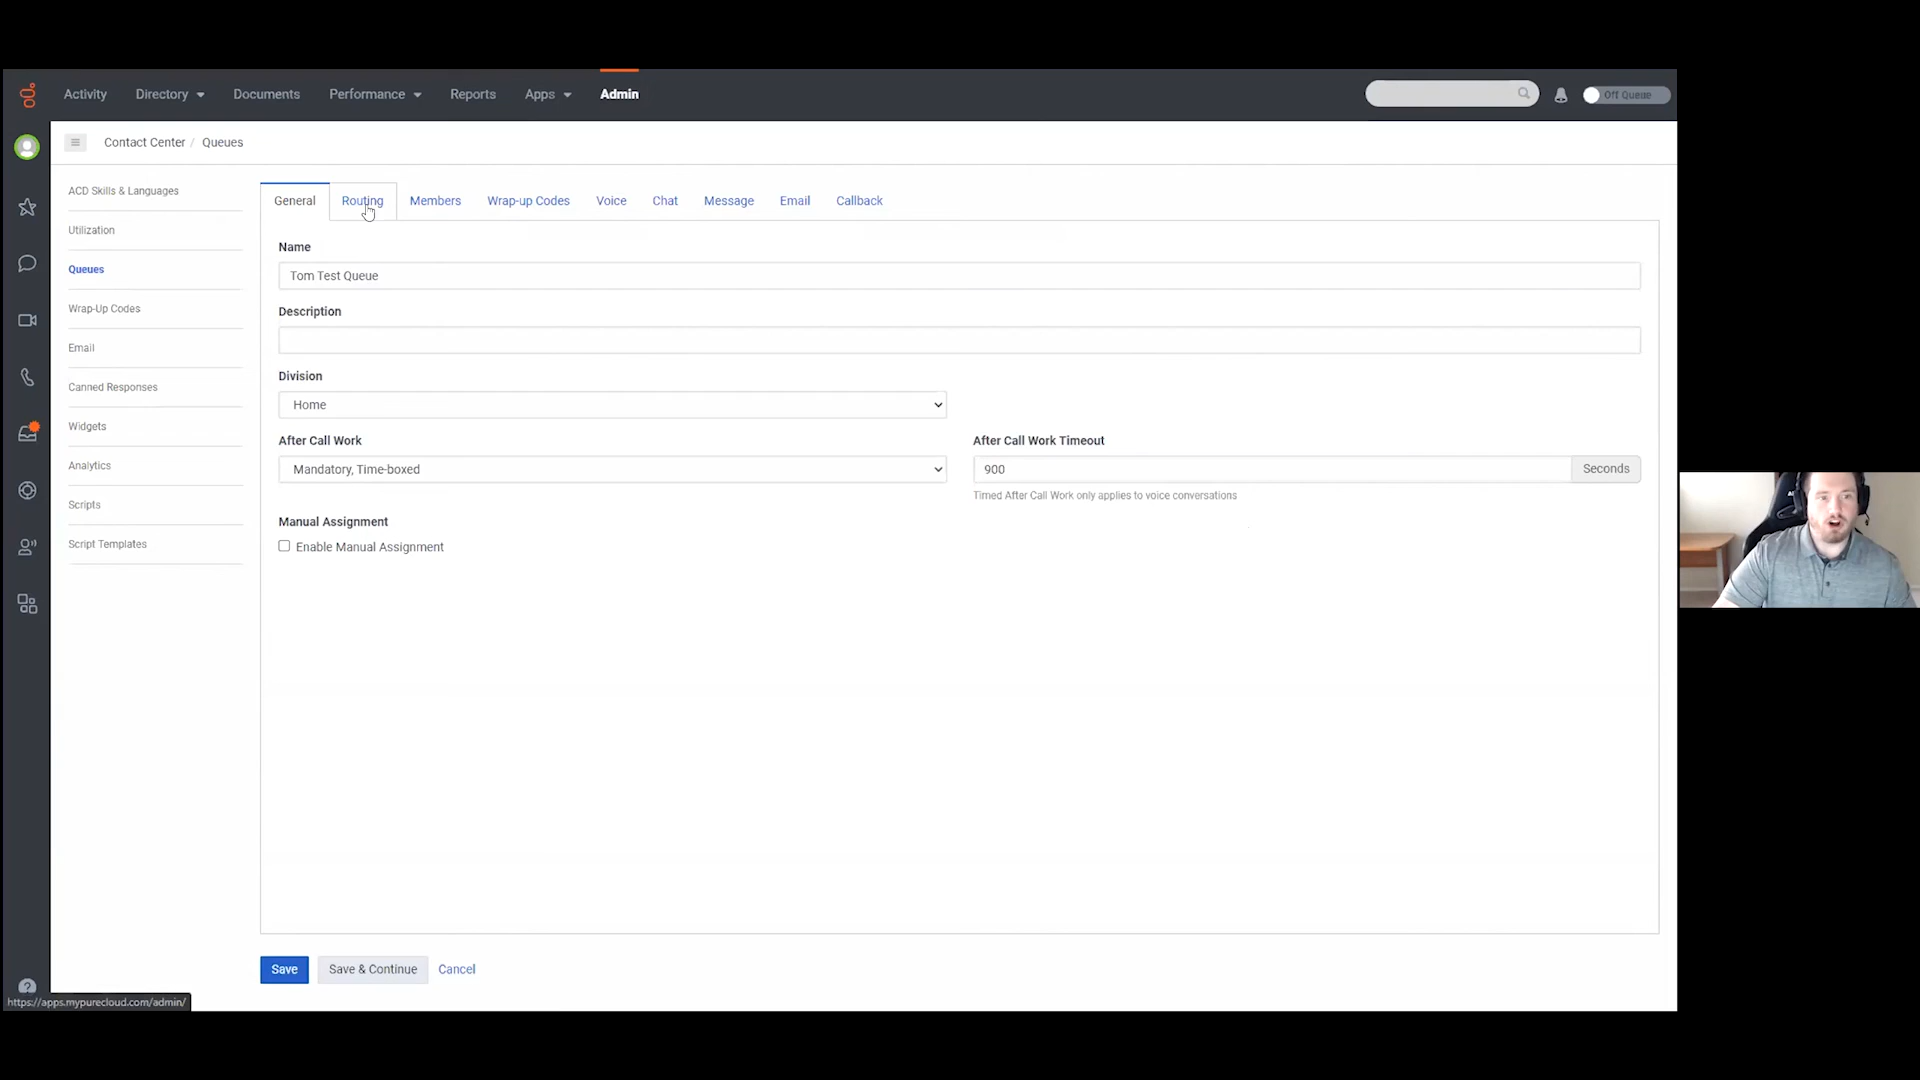 Activity
Directory
Documents
Performance
Reports
Apps
Admin
Off Queue
Contact Center / Queues
ACD Skills & Languages
Utilization
Queues
Wrap-Up Codes
Email
Canned Responses
Widgets
Analytics
Scripts
Script Templates
General
Routing
Members
Wrap-up Codes
Voice
Chat
Message
Email
Callback
Name
Tom Test Queue
Description
Division
Home
After Call Work
Mandatory, Time-boxed
After Call Work Timeout
900
Seconds
Timed After Call Work only applies to voice conversations
Manual Assignment
Enable Manual Assignment
Save
Save & Continue
Cancel
https://apps.mypurecloud.com/admin/